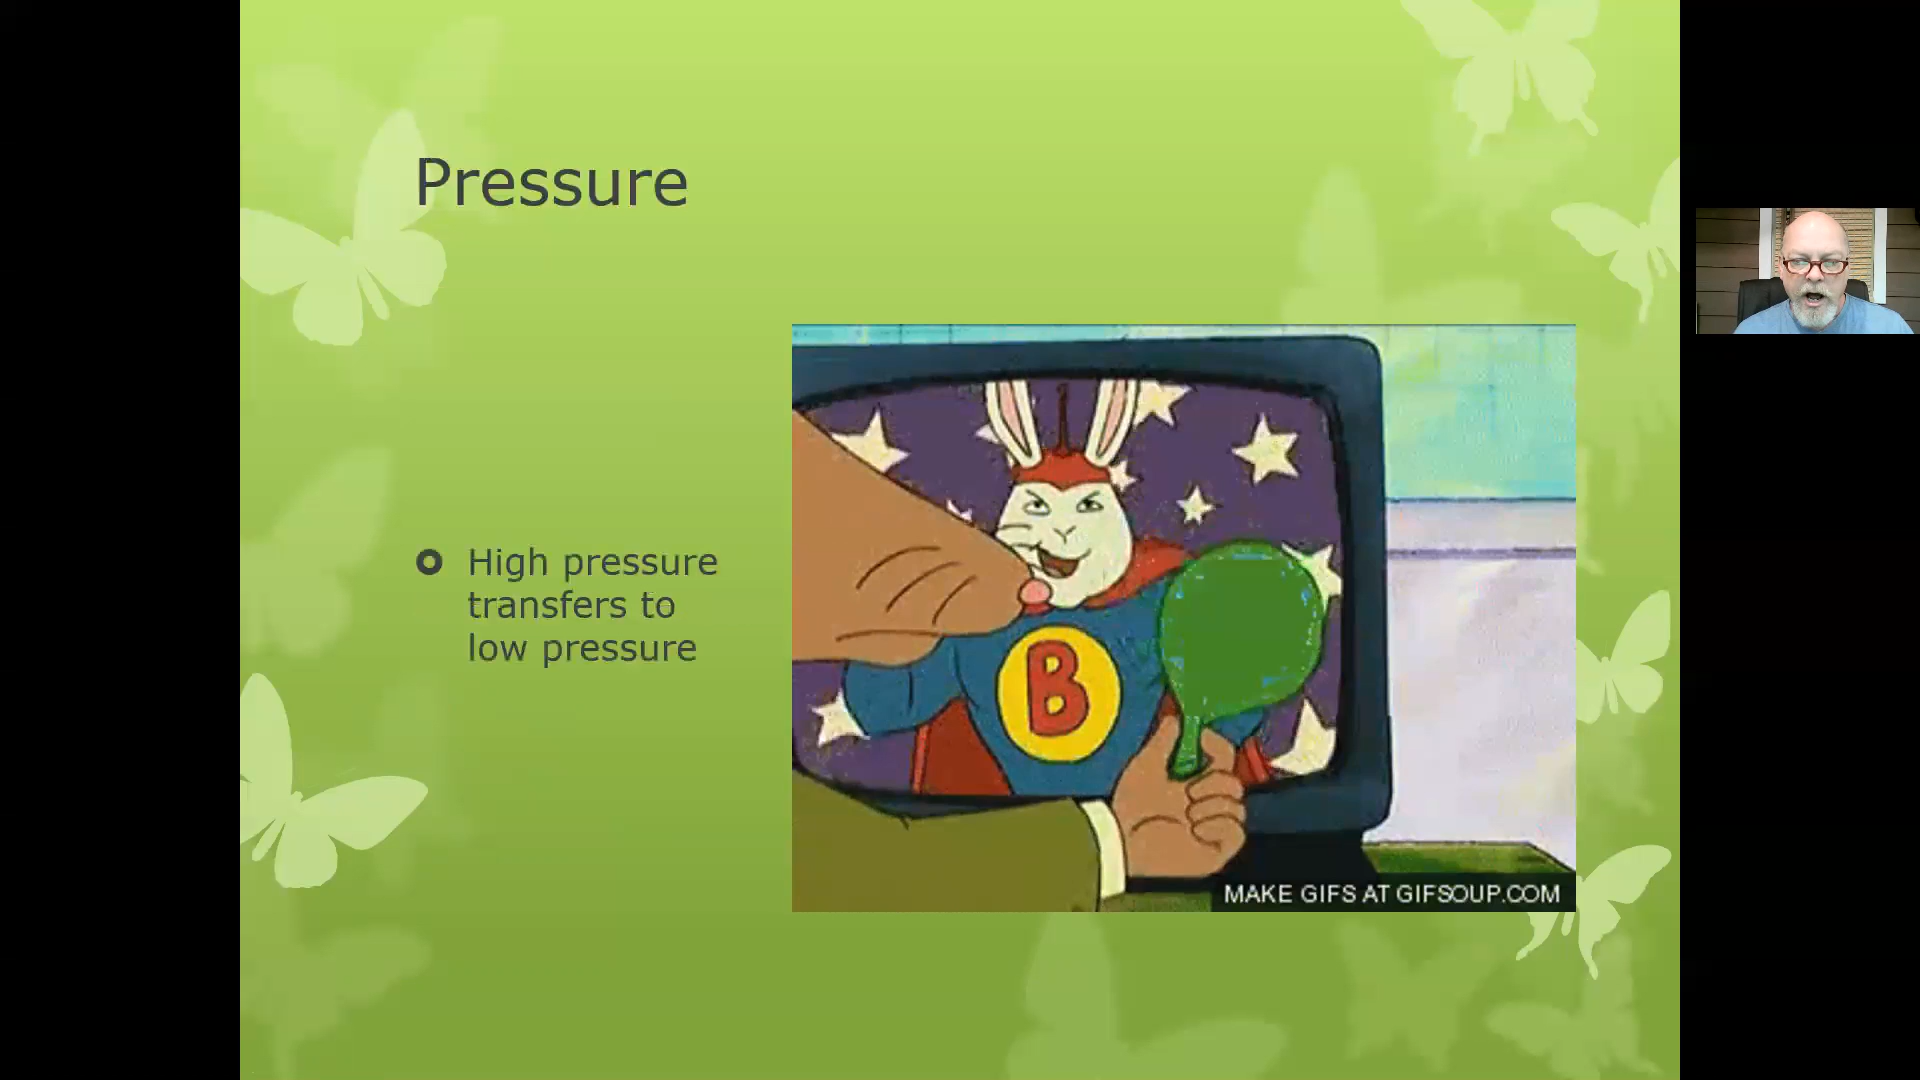 Pressure
High pressure
transfers to
low pressure
B
MAKE GIFS AT GIFSOUP.COM